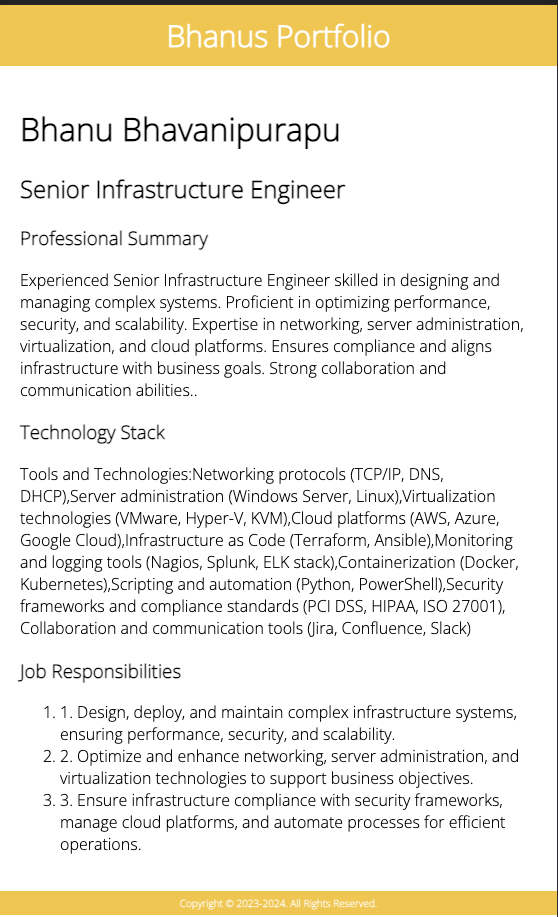 Bhanus Portfolio
Bhanu Bhavanipurapu
Senior Infrastructure Engineer
Professional Summary
Experienced Senior Infrastructure Engineer skilled in designing and
managing complex systems. Proficient in optimizing performance,
security, and scalability. Expertise in networking, server administration,
virtualization, and cloud platforms. Ensures compliance and aligns
infrastructure with business goals. Strong collaboration and
communication abilities..
Technology Stack
Tools and Technologies:Networking protocols (TCP/IP, DNS,
DHCP),Server administration (Windows Server, Linux),Virtualization
technologies (VMware, Hyper-V, KVM),Cloud platforms (AWS, Azure,
Google Cloud),Infrastructure as Code (Terraform, Ansible),Monitoring
and logging tools (Nagios, Splunk, ELK stack),Containerization (Docker,
Kubernetes),Scripting and automation (Python, PowerShell),Security
frameworks and compliance standards (PCI DSS, HIPAA, ISO 27001),
Collaboration and communication tools (Jira, Confluence, Slack)
Job Responsibilities
1. 1. Design, deploy, and maintain complex infrastructure systems,
ensuring performance, security, and scalability.
2. 2. Optimize and enhance networking, server administration, and
virtualization technologies to support business objectives.
3. 3. Ensure infrastructure compliance with security frameworks,
manage cloud platforms, and automate processes for efficient
operations.
Copyright © 2023-2024. All Rights Reserved.